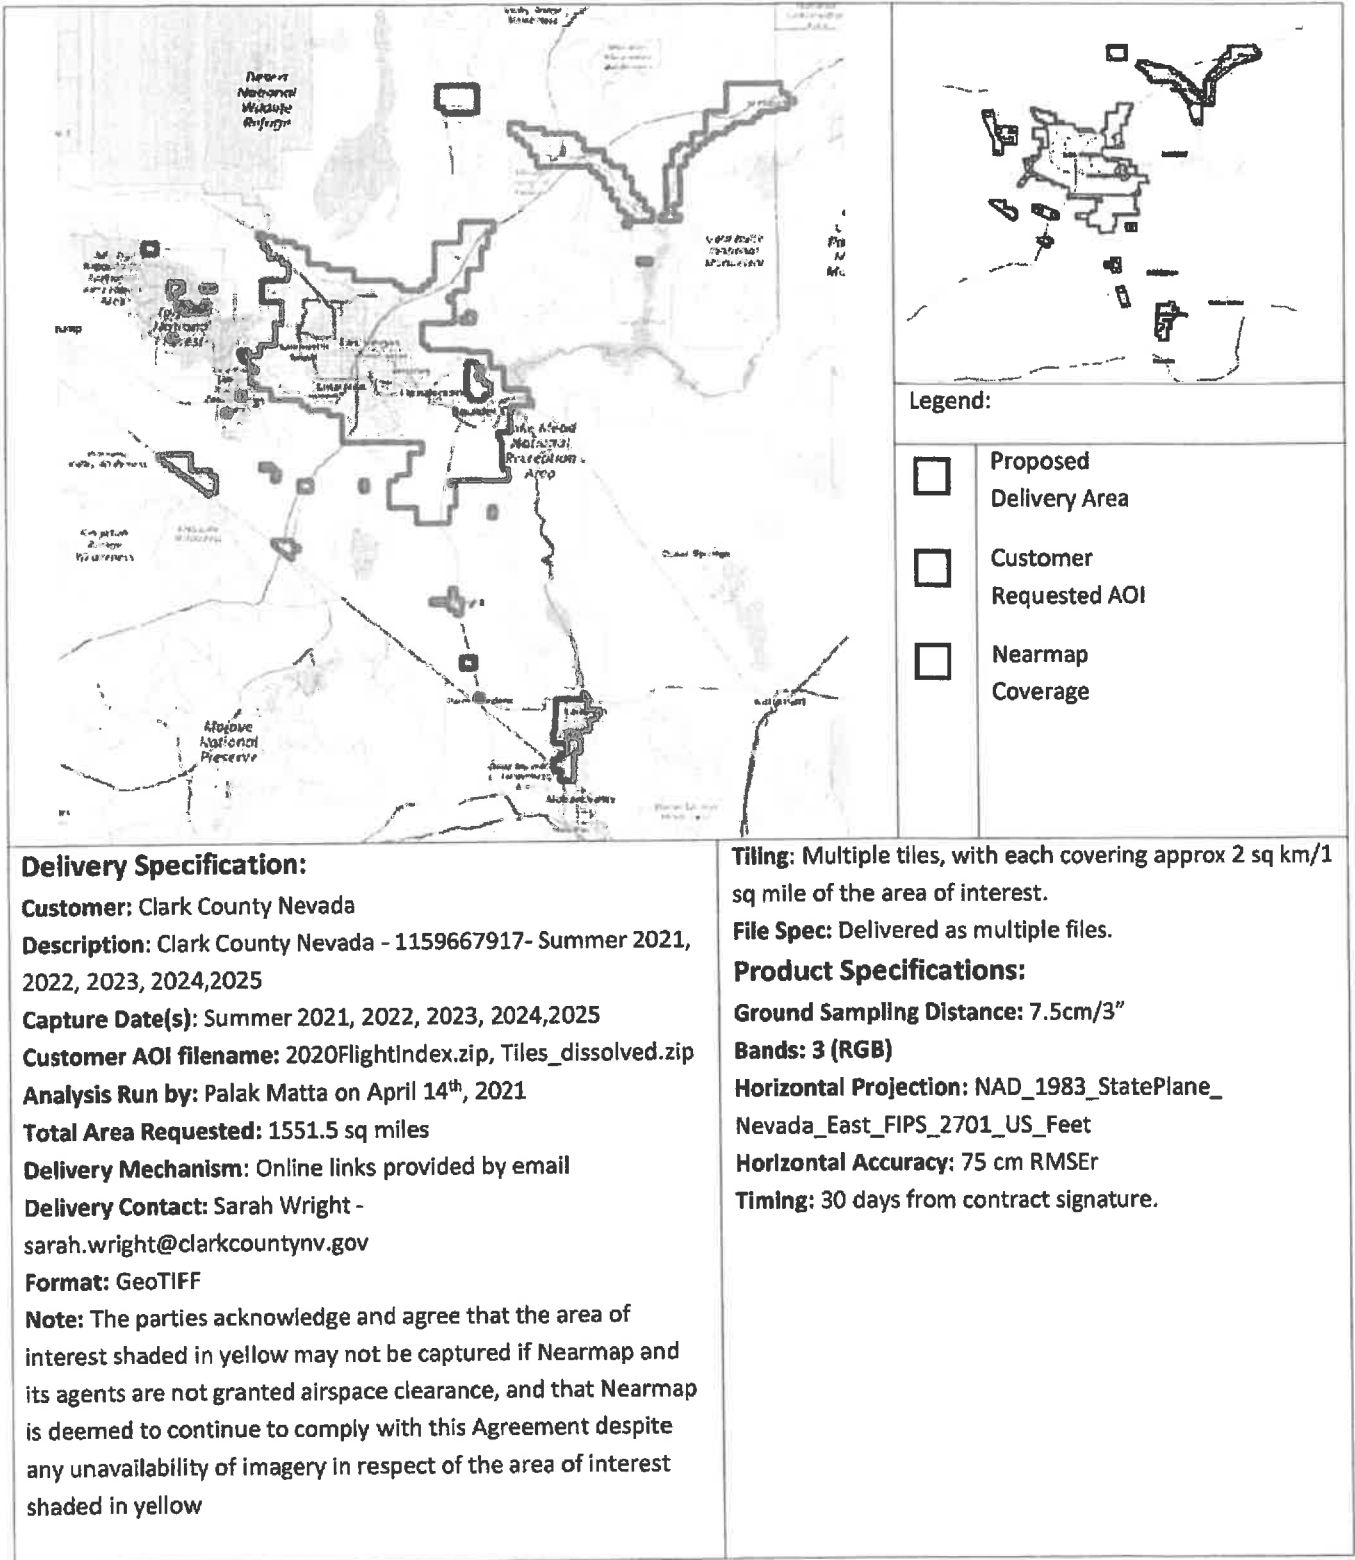 Desert
National
Wildlife
Refuge
Gold Butte
National
Monument
National
Forest
Henderson
Lake Mead
National
Recreation
Area
Wilderness
Mojave
National
Preserve
Legend:
Proposed
Delivery Area
Customer
Requested AOI
Nearmap
Coverage
Delivery Specification:
Customer: Clark County Nevada
Description: Clark County Nevada - 1159667917- Summer 2021,
2022, 2023, 2024,2025
Capture Date(s): Summer 2021, 2022, 2023, 2024,2025
Customer AOI filename: 2020FlightIndex.zip, Tiles_dissolved.zip
Analysis Run by: Palak Matta on April 14th, 2021
Total Area Requested: 1551.5 sq miles
Delivery Mechanism: Online links provided by email
Delivery Contact: Sarah Wright -
sarah.wright@clarkcountynv.gov
Format: GeoTIFF
Note: The parties acknowledge and agree that the area of
interest shaded in yellow may not be captured if Nearmap and
its agents are not granted airspace clearance, and that Nearmap
is deemed to continue to comply with this Agreement despite
any unavailability of imagery in respect of the area of interest
shaded in yellow
Tiling: Multiple tiles, with each covering approx 2 sq km/1
sq mile of the area of interest.
File Spec: Delivered as multiple files.
Product Specifications:
Ground Sampling Distance: 7.5cm/3"
Bands: 3 (RGB)
Horizontal Projection: NAD_1983_StatePlane_
Nevada_East_FIPS_2701_US_Feet
Horizontal Accuracy: 75 cm RMSEr
Timing: 30 days from contract signature.